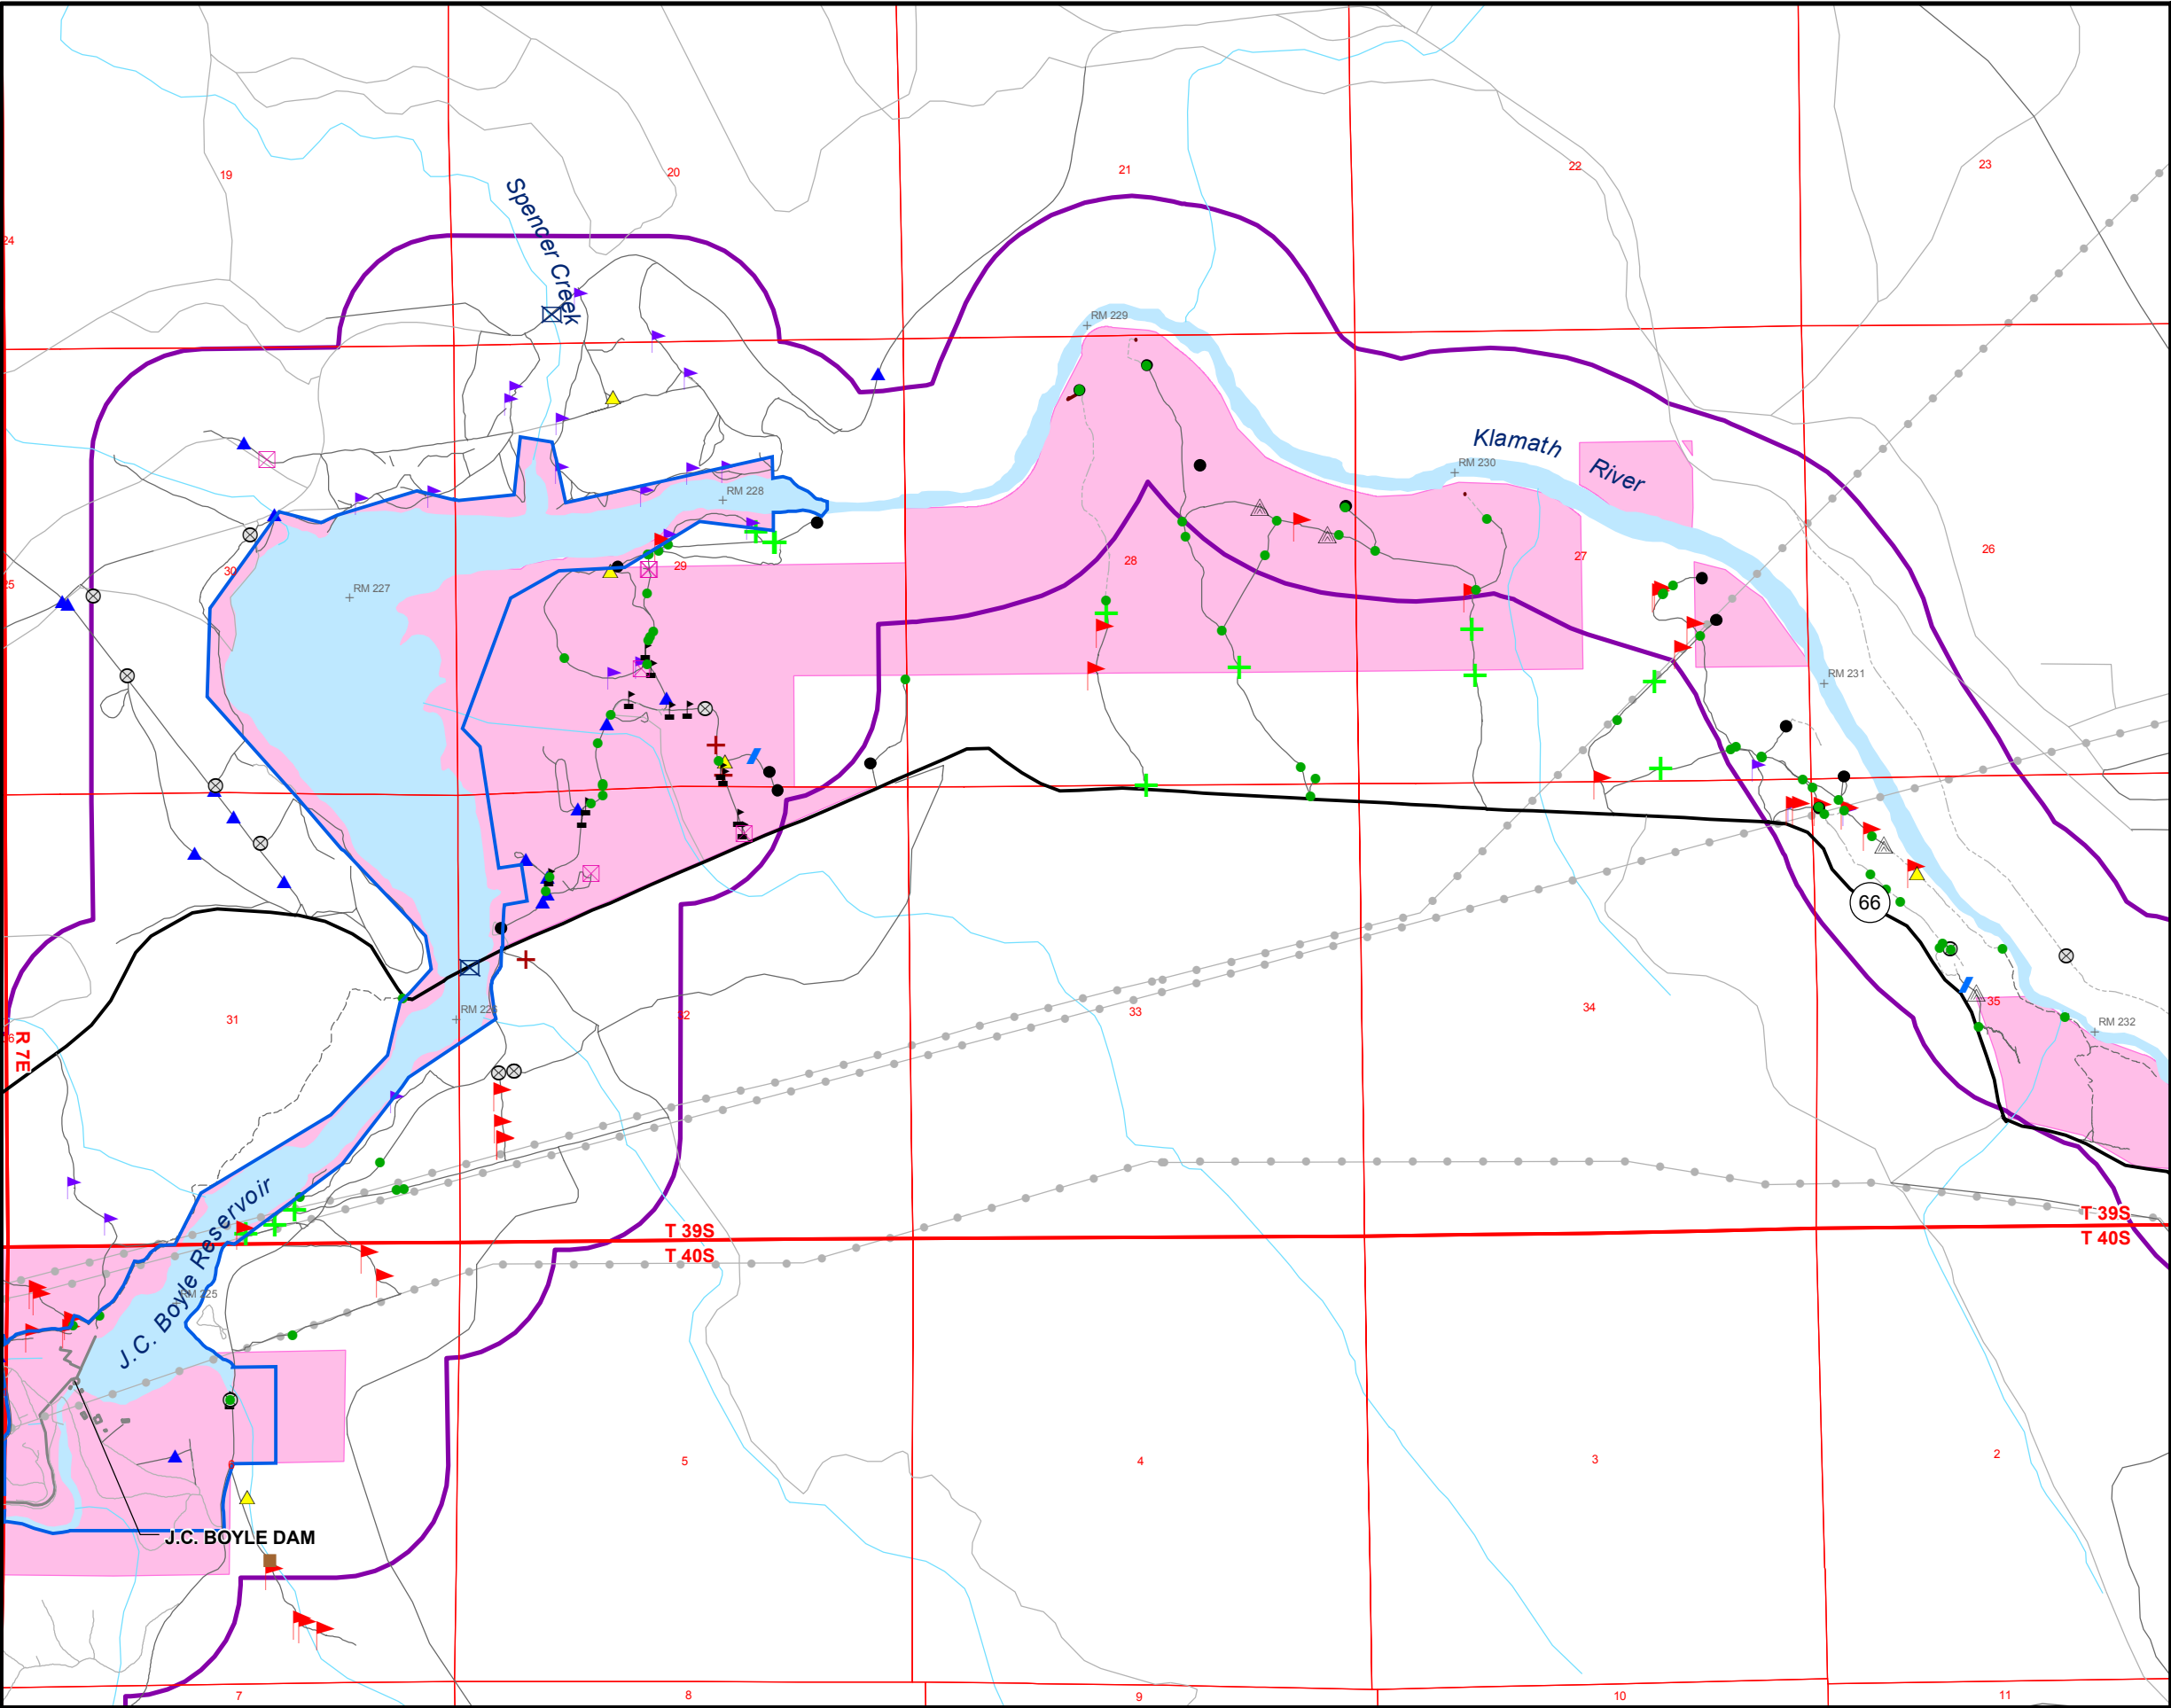 19
20
21
22
23
24
Spencer Creek
RM 229
Klamath
River
RM 230
RM 228
25
30
RM 227
29
28
27
26
RM 231
66
31
RM 226
32
33
34
35
RM 232
36
R 7E
J.C. Boyle Reservoir
T 39S
T 40S
T 39S
T 40S
RM 225
5
4
3
2
J.C. BOYLE DAM
7
8
9
10
11